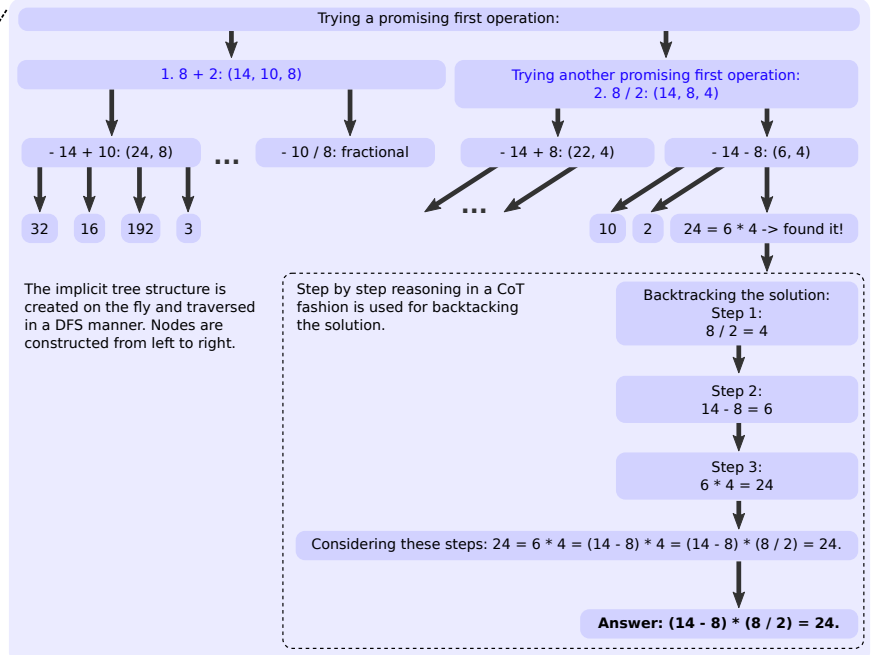 Trying a promising first operation:
1. 8 + 2: (14, 10, 8)
Trying another promising first operation:
2. 8 / 2: (14, 8, 4)
- 14 + 10: (24, 8)
...
- 10 / 8: fractional
- 14 + 8: (22, 4)
- 14 - 8: (6, 4)
32
16
192
3
...
10
2
24 = 6 * 4 -> found it!
The implicit tree structure is
created on the fly and traversed
in a DFS manner. Nodes are
constructed from left to right.
Step by step reasoning in a CoT
fashion is used for backtacking
the solution.
Backtracking the solution:
Step 1:
8 / 2 = 4
Step 2:
14 - 8 = 6
Step 3:
6 * 4 = 24
Considering these steps: 24 = 6 * 4 = (14 - 8) * 4 = (14 - 8) * (8 / 2) = 24.
Answer: (14 - 8) * (8 / 2) = 24.